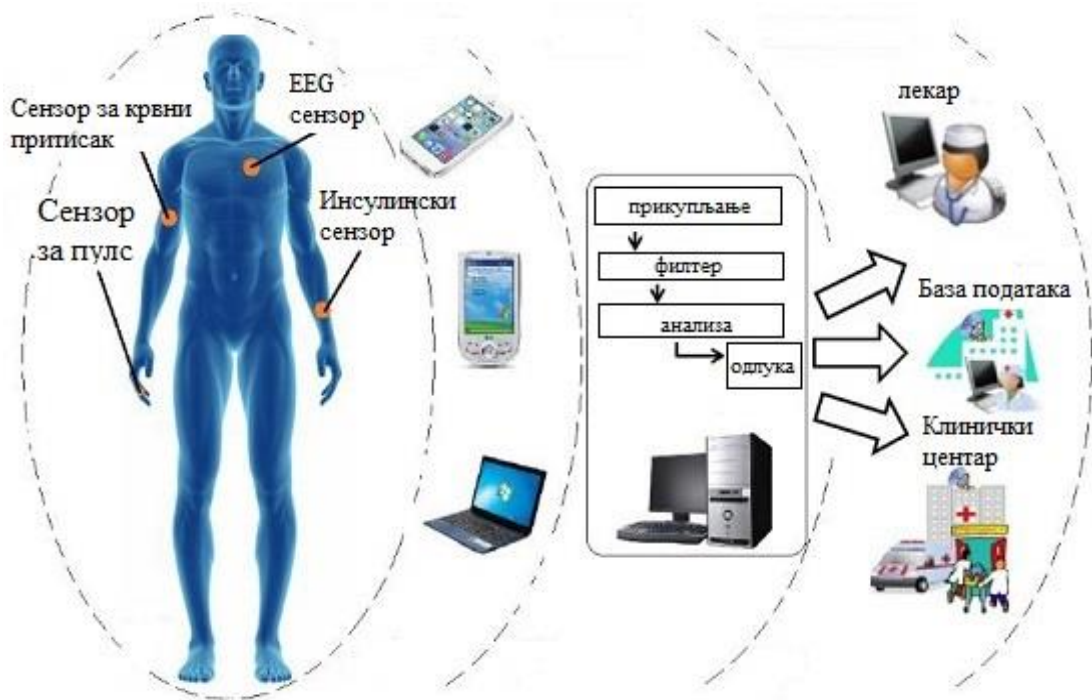 Сензор за крвни
притисак
EEG
сензор
Сензор
за пулс
Инсулински
сензор
прикупљање
филтер
анализа
одлука
лекар
База података
Клинички
центар